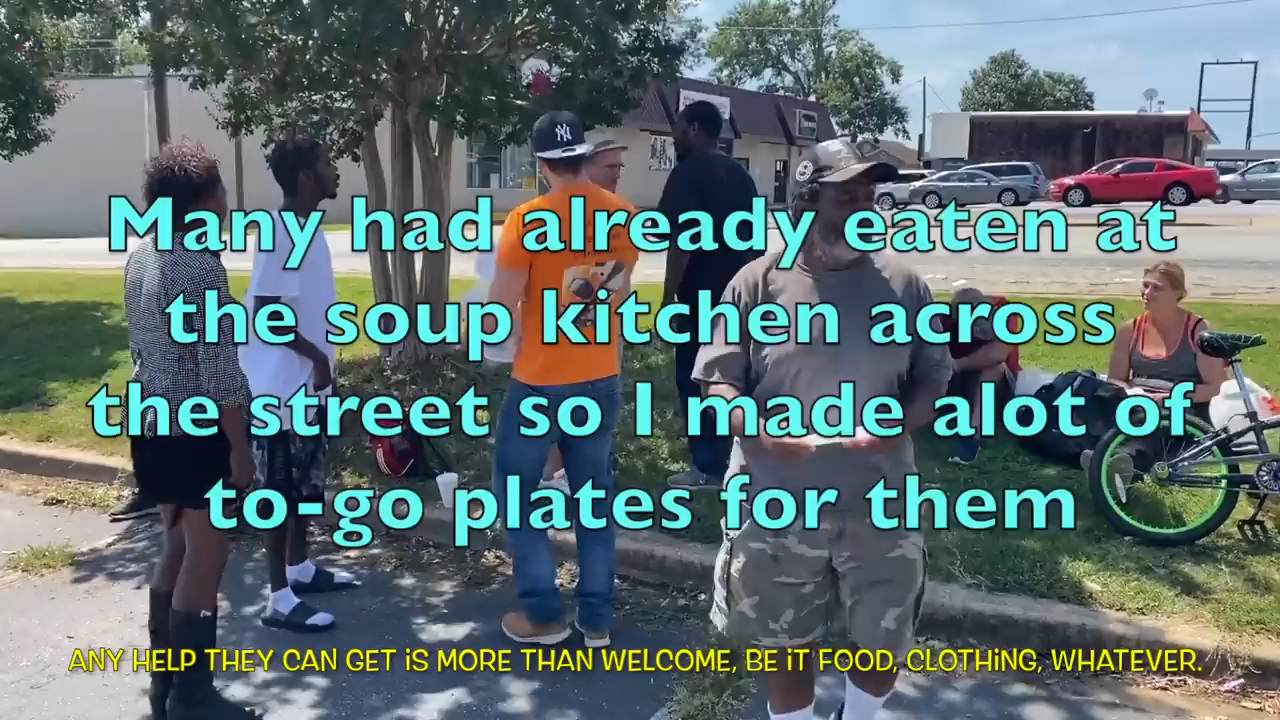 Many had already eaten at
the soup kitchen across
the street so I made alot of
to-go plates for them
ANY HELP THEY CAN GET iS MORE THAN WELCOME, BE iT FOOD, CLOTHiNG, WHATEVER.